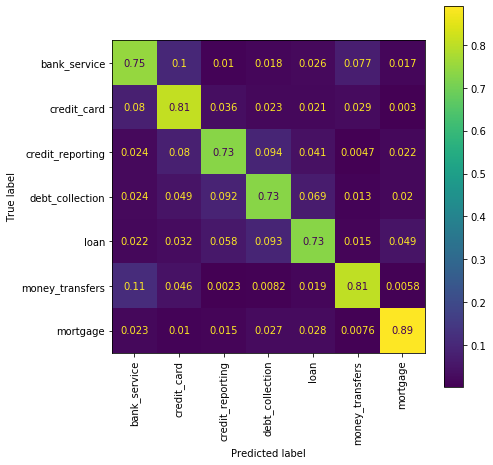 bank_service 0.75 0.1 0.01 0.018 0.026 0.077 0.017
credit_card 0.08 0.81 0.036 0.023 0.021 0.029 0.003
credit_reporting 0.024 0.08 0.73 0.094 0.041 0.0047 0.022
debt_collection 0.024 0.049 0.092 0.73 0.069 0.013 0.02
loan 0.022 0.032 0.058 0.093 0.73 0.015 0.049
money_transfers 0.11 0.046 0.0023 0.0082 0.019 0.81 0.0058
mortgage 0.023 0.01 0.015 0.027 0.028 0.0076 0.89
True label
bank_service
credit_card
credit_reporting
debt_collection
loan
money_transfers
mortgage
Predicted label
0.8
0.7
0.6
0.5
0.4
0.3
0.2
0.1